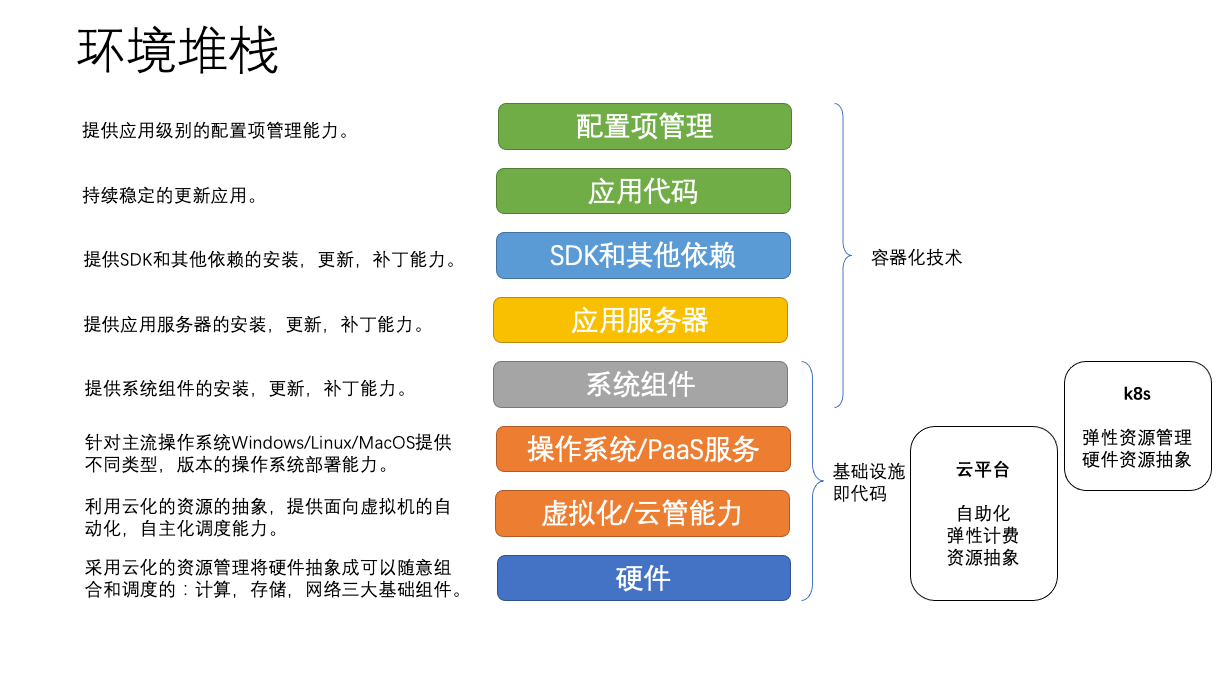 环境堆栈
提供应用级别的配置项管理能力。
配置项管理
持续稳定的更新应用。
应用代码
提供SDK和其他依赖的安装，更新，补丁能力。
SDK和其他依赖
容器化技术
提供应用服务器的安装，更新，补丁能力。
应用服务器
提供系统组件的安装，更新，补丁能力。
系统组件
针对主流操作系统Windows/Linux/MacOS提供
不同类型，版本的操作系统部署能力。
操作系统/PaaS服务
利用云化的资源的抽象，提供面向虚拟机的自
动化，自主化调度能力。
虚拟化/云管能力
采用云化的资源管理将硬件抽象成可以随意组
合和调度的：计算，存储，网络三大基础组件。
硬件
基础设施
即代码
云平台
自助化
弹性计费
资源抽象
k8s
弹性资源管理
硬件资源抽象